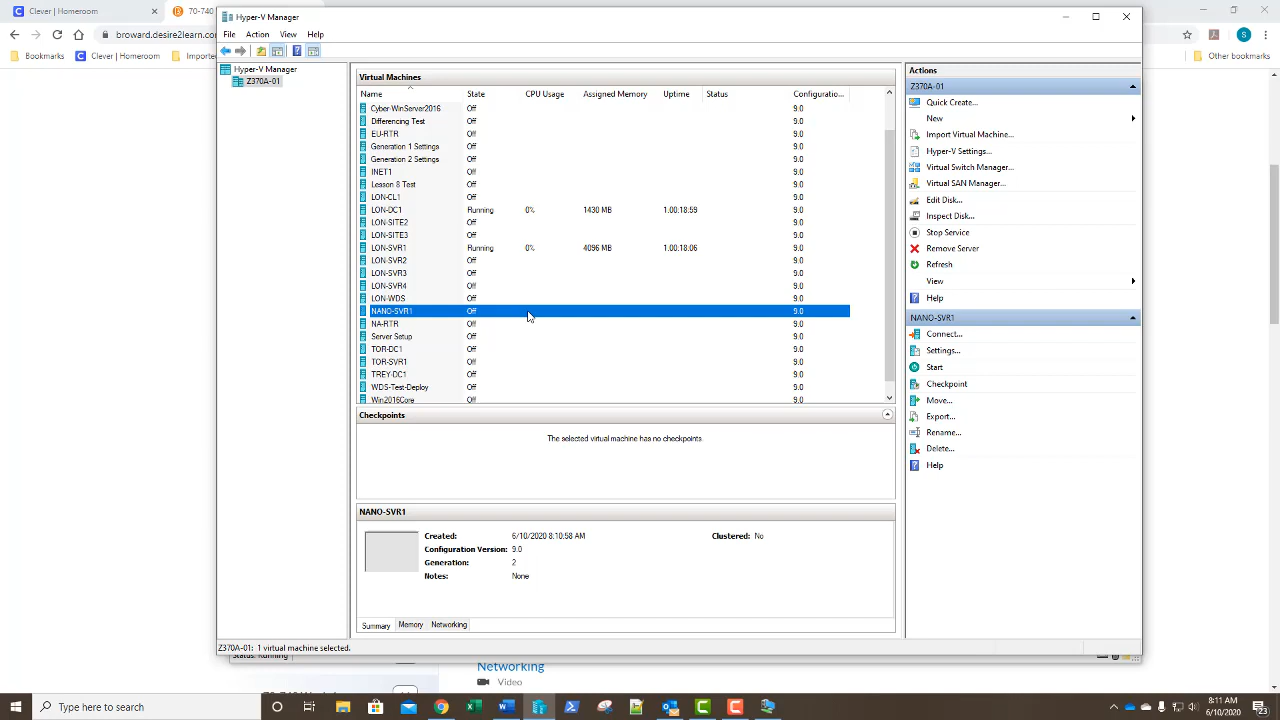 Clever | Homeroom
70-740
Hyper-V Manager
broward.desire2learn.com
S
File Action View Help
Bookmarks
Clever | Homeroom
Other bookmarks
Hyper-V Manager
Z370A-01
Virtual Machines
Name State CPU Usage Assigned Memory Uptime Status Configuratio...
Cyber-WinServer2016 Off 9.0
Differencing Test Off 9.0
EU-RTR Off 9.0
Generation 1 Settings Off 9.0
Generation 2 Settings Off 9.0
INET1 Off 9.0
Lesson 8 Test Off 9.0
LON-CL1 Off 9.0
LON-DC1 Running 0% 1430 MB 1.00:18:59 9.0
LON-SITE2 Off 9.0
LON-SITE3 Off 9.0
LON-SVR1 Running 0% 4096 MB 1.00:18:06 9.0
LON-SVR2 Off 9.0
LON-SVR3 Off 9.0
LON-SVR4 Off 9.0
LON-WDS Off 9.0
NANO-SVR1 Off 9.0
NA-RTR Off 9.0
Server Setup Off 9.0
TOR-DC1 Off 9.0
TOR-SVR1 Off 9.0
TREY-DC1 Off 9.0
WDS-Test-Deploy Off 9.0
Win2016Core Off 9.0
Checkpoints
The selected virtual machine has no checkpoints.
NANO-SVR1
Created: 6/10/2020 8:10:58 AM Clustered: No
Configuration Version: 9.0
Generation: 2
Notes: None
Summary Memory Networking
Z370A-01: 1 virtual machine selected.
Actions
Z370A-01
Quick Create...
New
Import Virtual Machine...
Hyper-V Settings...
Virtual Switch Manager...
Virtual SAN Manager...
Edit Disk...
Inspect Disk...
Stop Service
Remove Server
Refresh
View
Help
NANO-SVR1
Connect...
Settings...
Start
Checkpoint
Move...
Export...
Rename...
Delete...
Help
Status: Running
Networking
Video
Type here to search
8:11 AM
6/10/2020
23